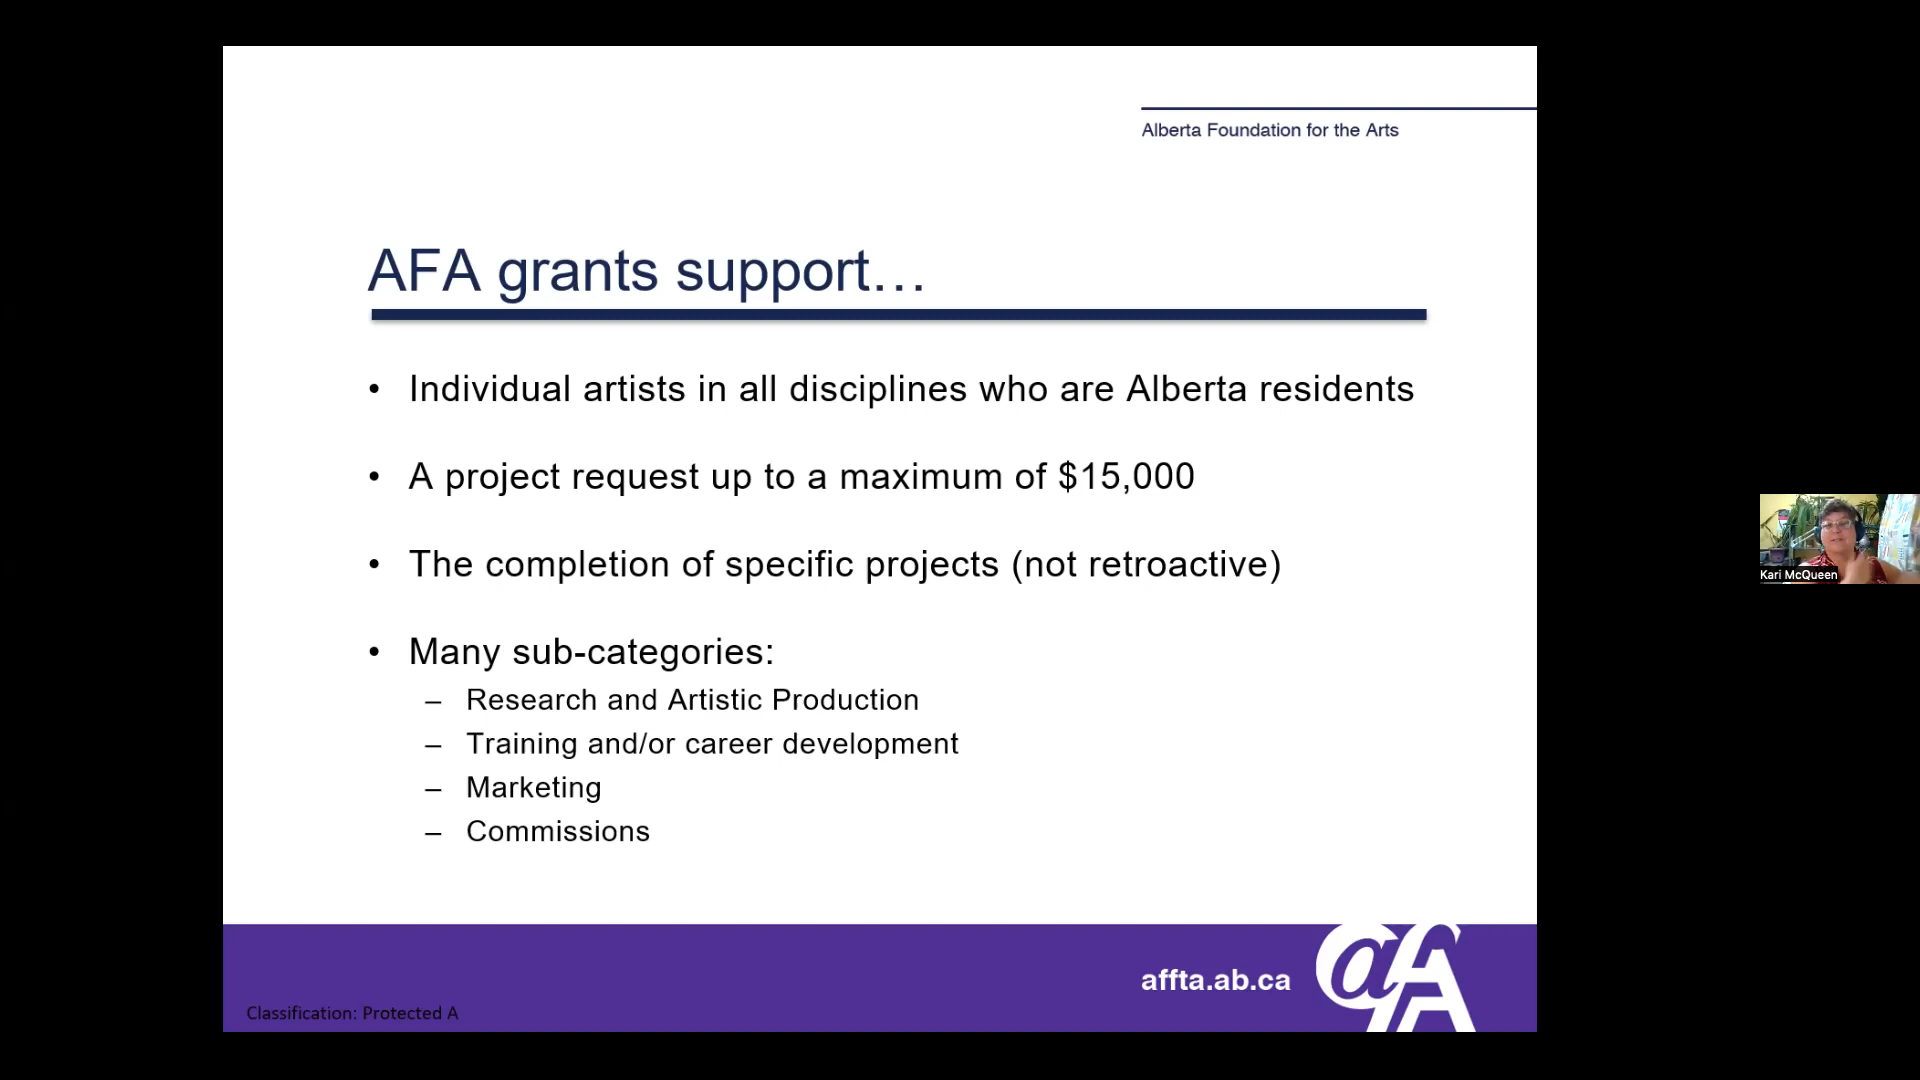 Alberta Foundation for the Arts
AFA grants support…
• Individual artists in all disciplines who are Alberta residents
• A project request up to a maximum of $15,000
• The completion of specific projects (not retroactive)
• Many sub-categories:
– Research and Artistic Production
– Training and/or career development
– Marketing
– Commissions
affta.ab.ca
afA
Classification: Protected A
Kari McQueen